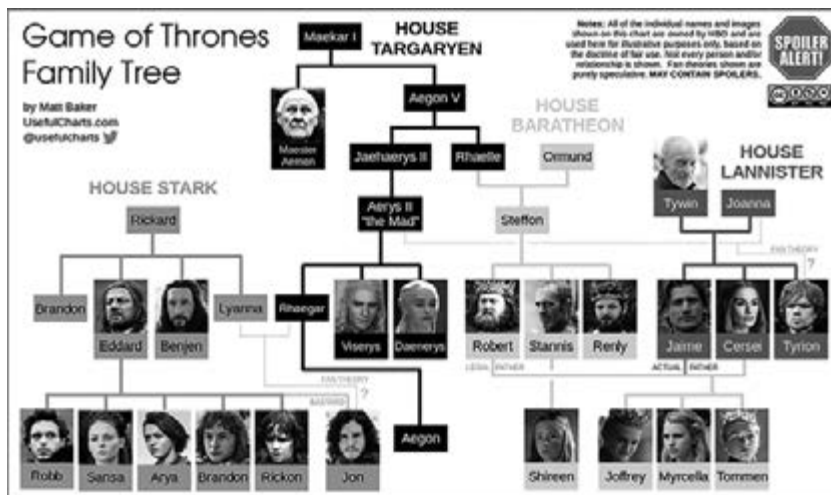 Game of Thrones
Family Tree
by Matt Baker
UsefulCharts.com
@usefulcharts
Notes: All of the individual names and images
shown on this chart are owned by HBO and are
used here for illustrative purposes only, based on
the doctrine of fair use. Not every person and/or
relationship is shown. Fan theories shown are
purely speculative. MAY CONTAIN SPOILERS.
SPOILER
ALERT!
HOUSE
TARGARYEN
Maekar I
Maester
Aemon
Aegon V
HOUSE
BARATHEON
Jaehaerys II
Rhaelle
Ormund
HOUSE
LANNISTER
Tywin
Joanna
HOUSE STARK
Rickard
Aerys II
"the Mad"
Steffon
FAN THEORY
?
Brandon
Eddard
Benjen
Lyanna
Rhaegar
Viserys
Daenerys
Robert
Stannis
Renly
Jaime
Cersei
Tyrion
LEGAL FATHER
ACTUAL FATHER
FAN THEORY
?
BASTARD
Robb
Sansa
Arya
Brandon
Rickon
Jon
Aegon
Shireen
Joffrey
Myrcella
Tommen